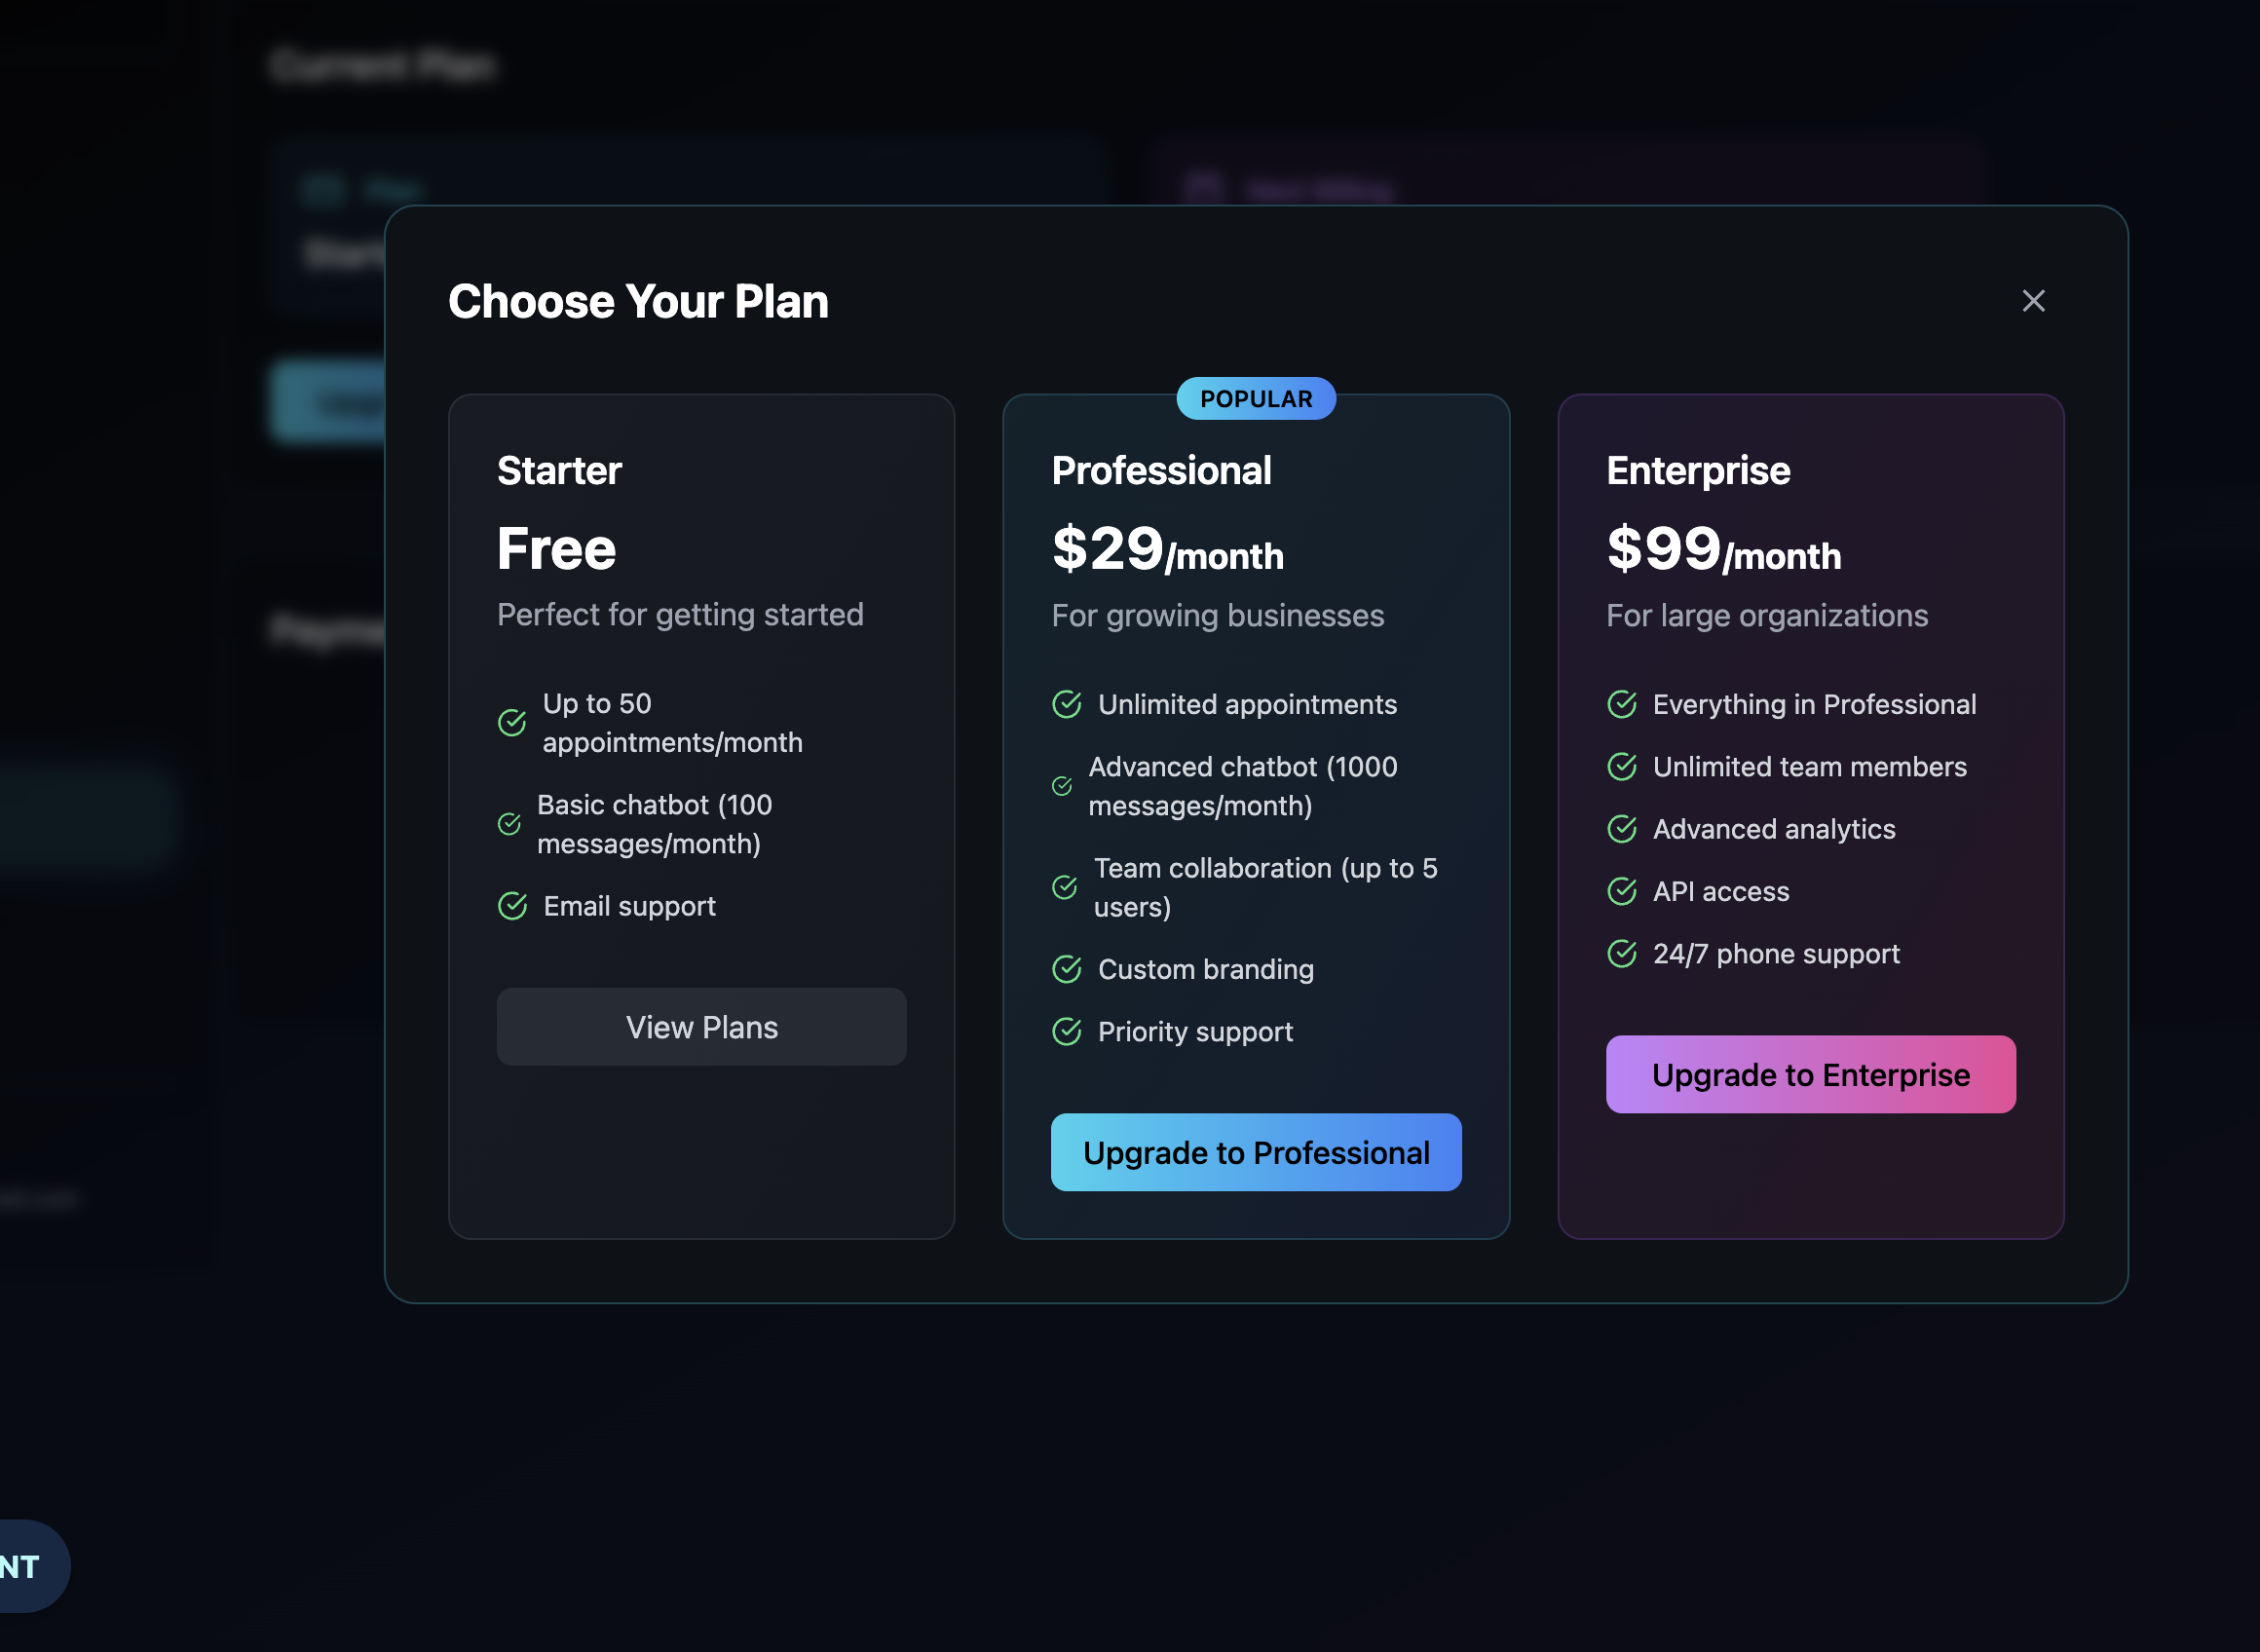 Current Plan
Plan
Next Billing
Choose Your Plan
POPULAR
Starter
Free
Perfect for getting started
Up to 50
appointments/month
Basic chatbot (100
messages/month)
Email support
View Plans
Professional
$29/month
For growing businesses
Unlimited appointments
Advanced chatbot (1000
messages/month)
Team collaboration (up to 5
users)
Custom branding
Priority support
Upgrade to Professional
Enterprise
$99/month
For large organizations
Everything in Professional
Unlimited team members
Advanced analytics
API access
24/7 phone support
Upgrade to Enterprise
NT